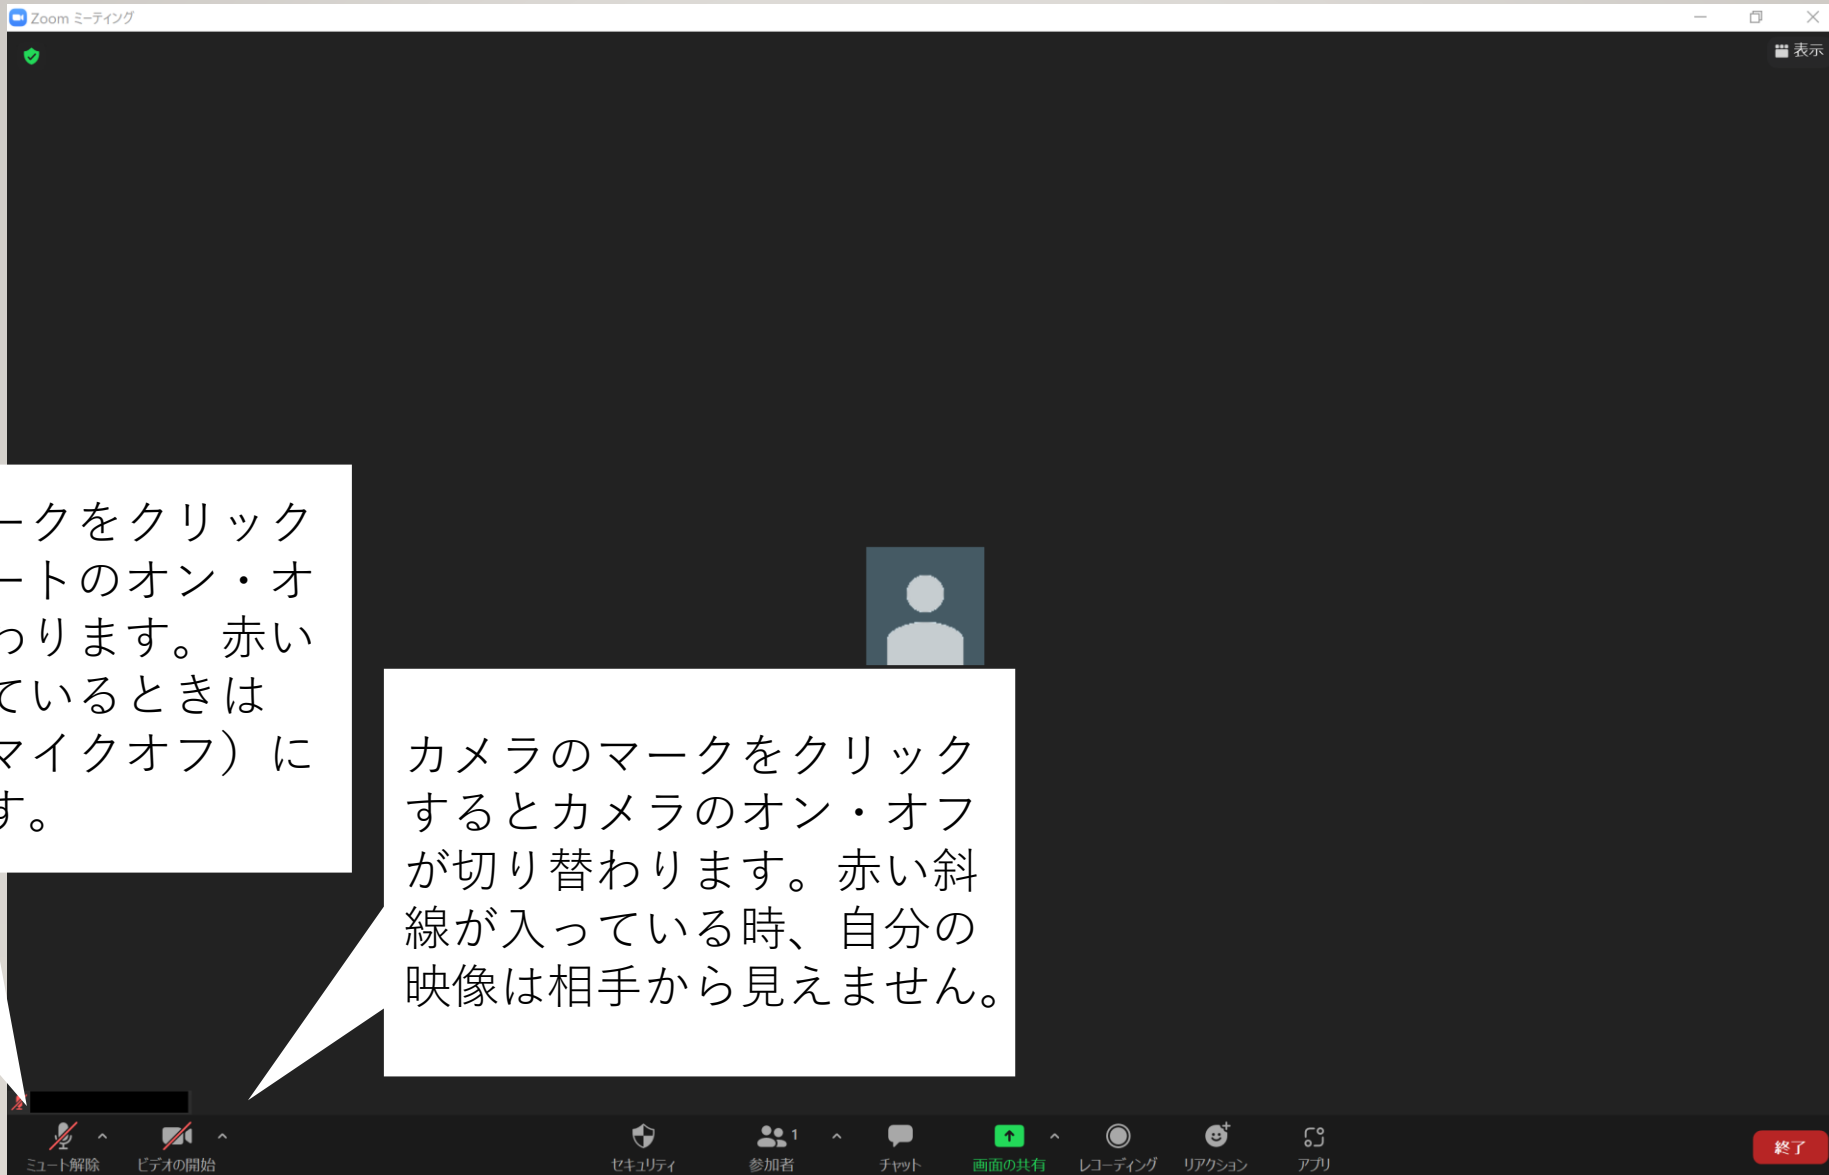 Zoom ミーティング
表示
ークをクリック
ートのオン・オ
わります。赤い
ているときは
マイクオフ）に
す。
カメラのマークをクリック
するとカメラのオン・オフ
が切り替わります。赤い斜
線が入っている時、自分の
映像は相手から見えません。
ミュート解除
ビデオの開始
セキュリティ
参加者
1
チャット
画面の共有
レコーディング
リアクション
アプリ
終了